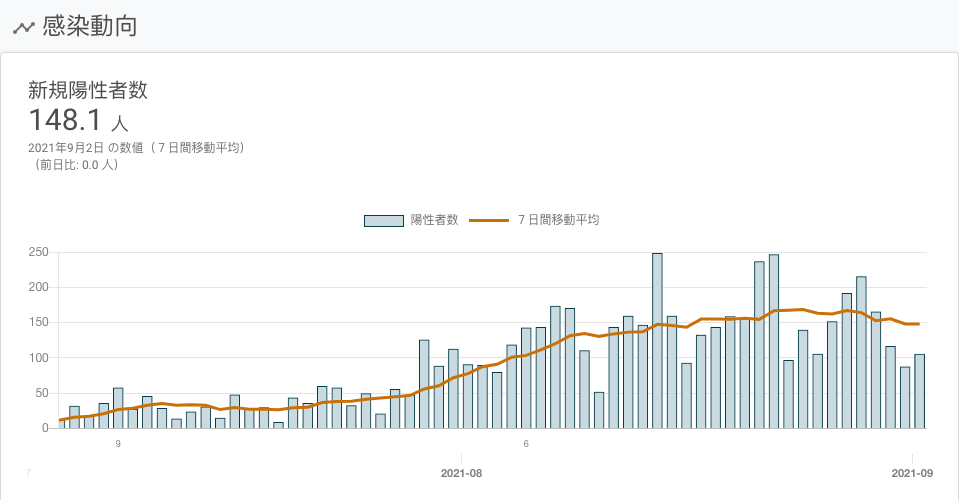 感染動向
新規陽性者数
148.1 人
2021年9月2日 の数値（７日間移動平均）
（前日比: 0.0 人）
陽性者数 ７日間移動平均
250
200
150
100
50
0
9 6
7 2021-08 2021-09